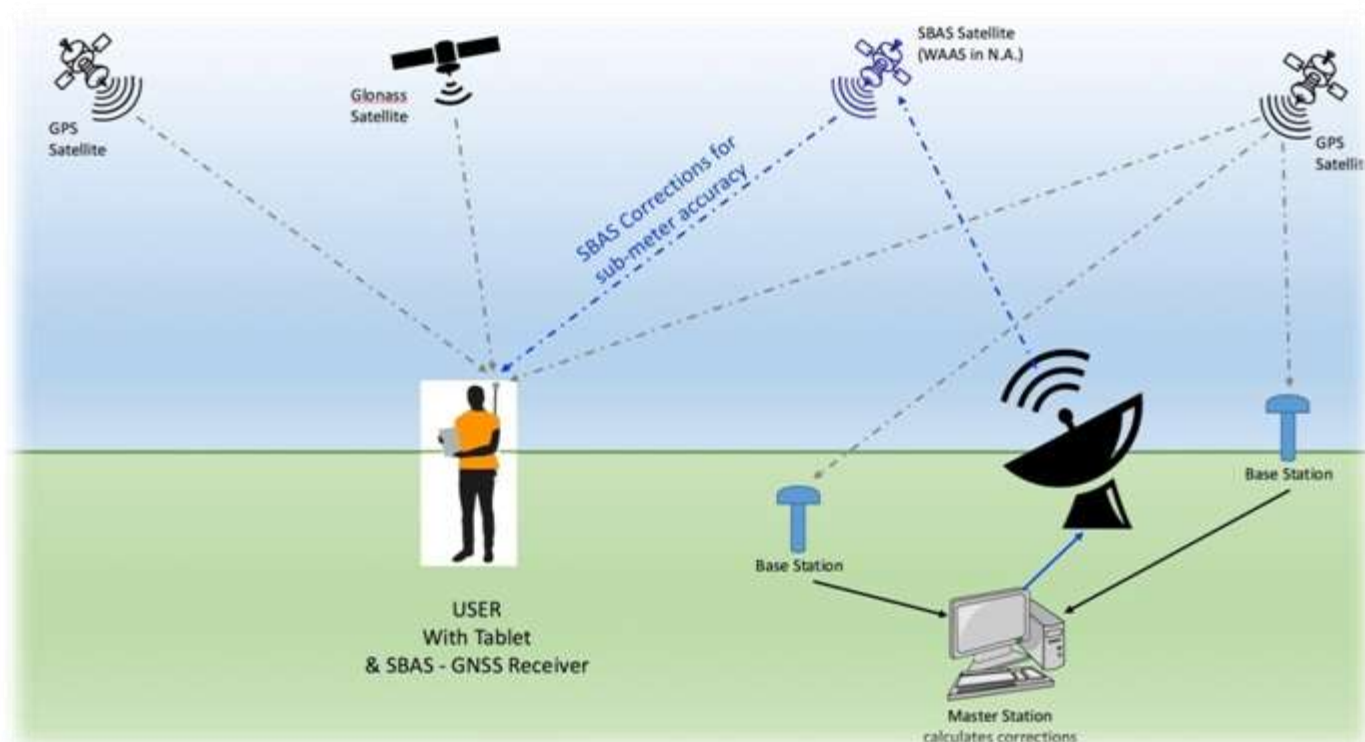 SBAS Satellite
(WAAS in N.A.)
Glonass
Satellite
GPS
Satellite
GPS
Satellit
SBAS Corrections for
sub-meter accuracy
Base Station
Base Station
USER
With Tablet
& SBAS - GNSS Receiver
Master Station
calculates corrections